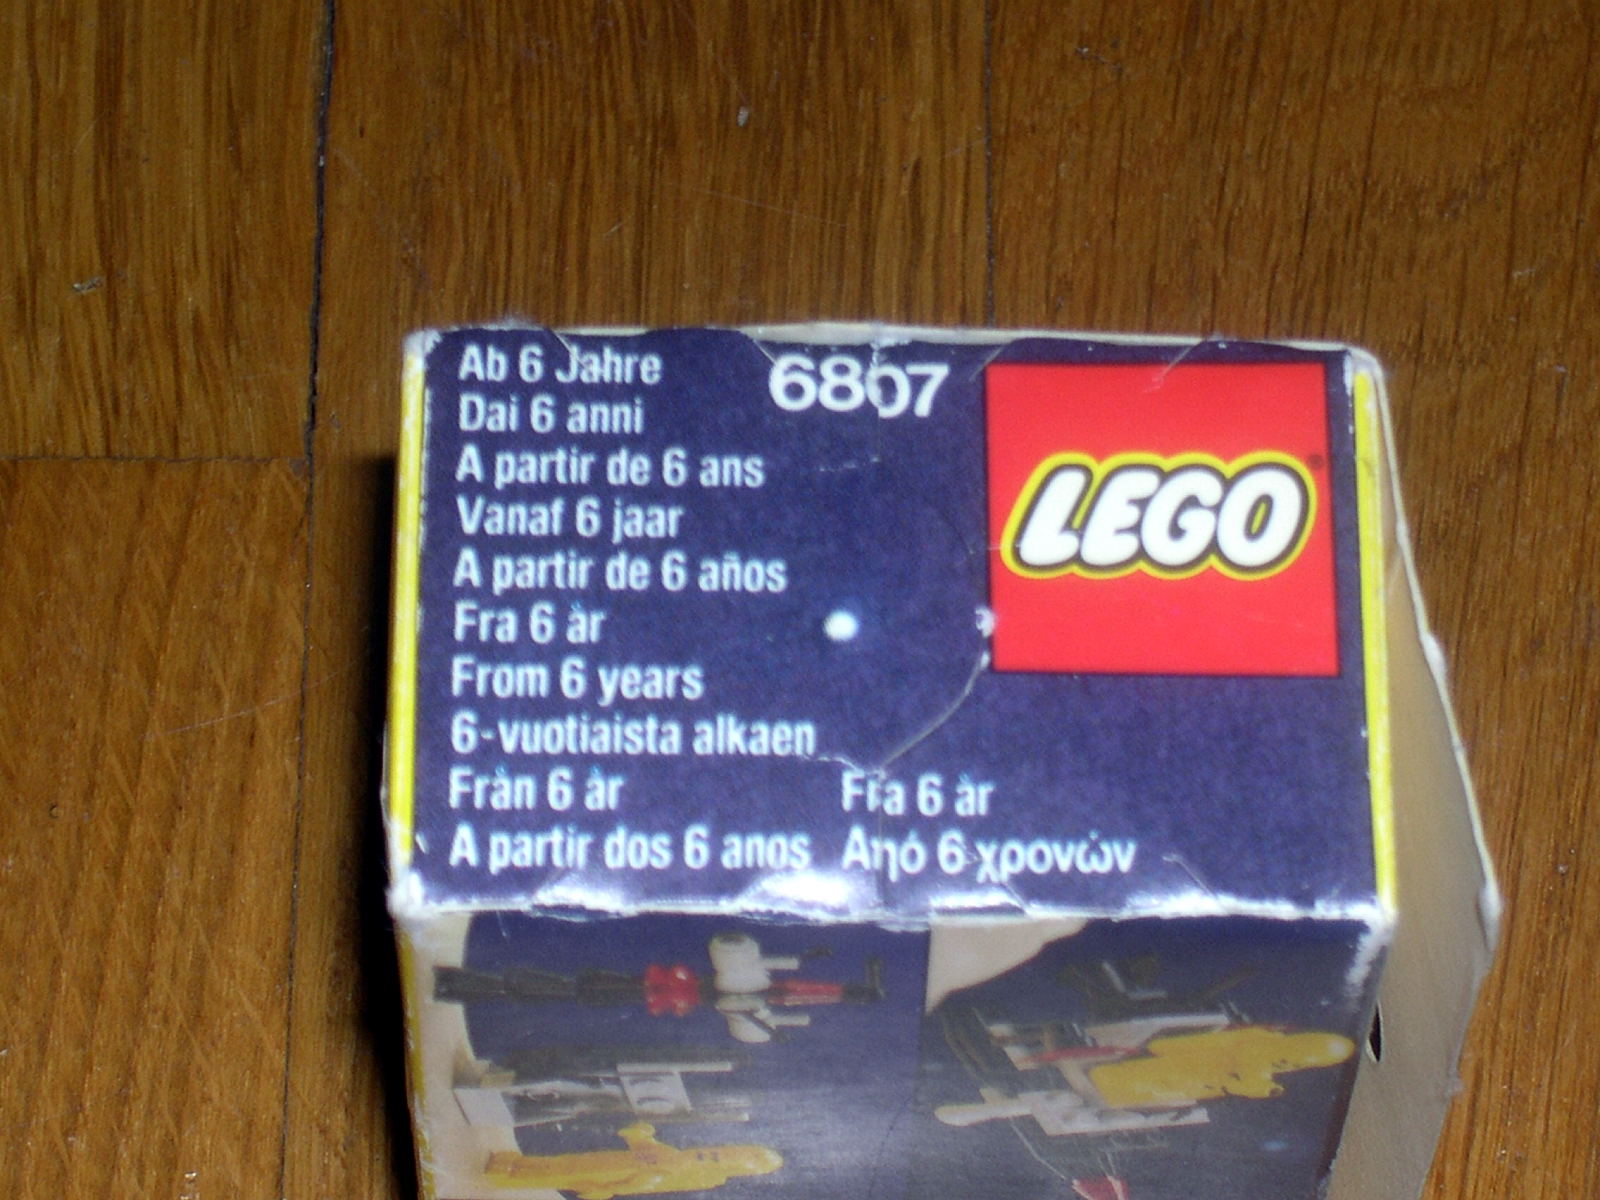 Ab 6 Jahre
6807
Dai 6 anni
A partir de 6 ans
Vanaf 6 jaar
A partir de 6 años
Fra 6 år
From 6 years
6-vuotiaista alkaen
Från 6 år
A partir dos 6 anos
Fra 6 år
Από 6 χρονών
LEGO